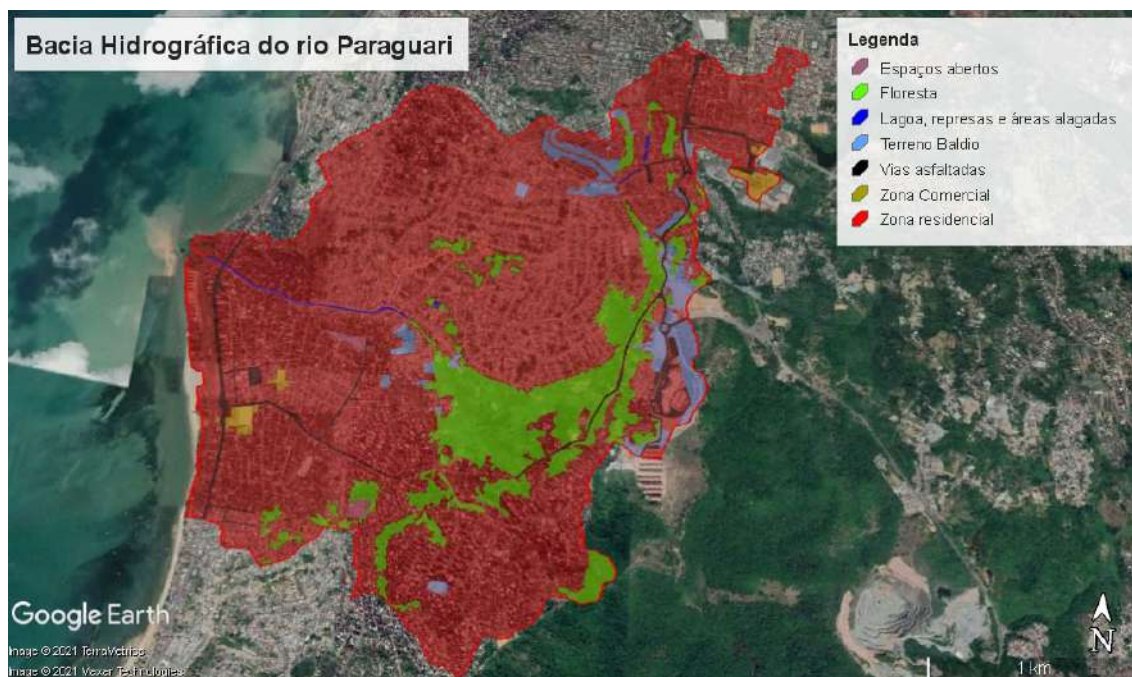 Bacia Hidrográfica do rio Paraguari
Legenda
Espaços abertos
Floresta
Lagoa, represas e áreas alagadas
Terreno Baldio
Vias asfaltadas
Zona Comercial
Zona residencial
Google Earth
Image © 2021 TerraMetrics
Image © 2021 Maxar Technologies
N
1 km